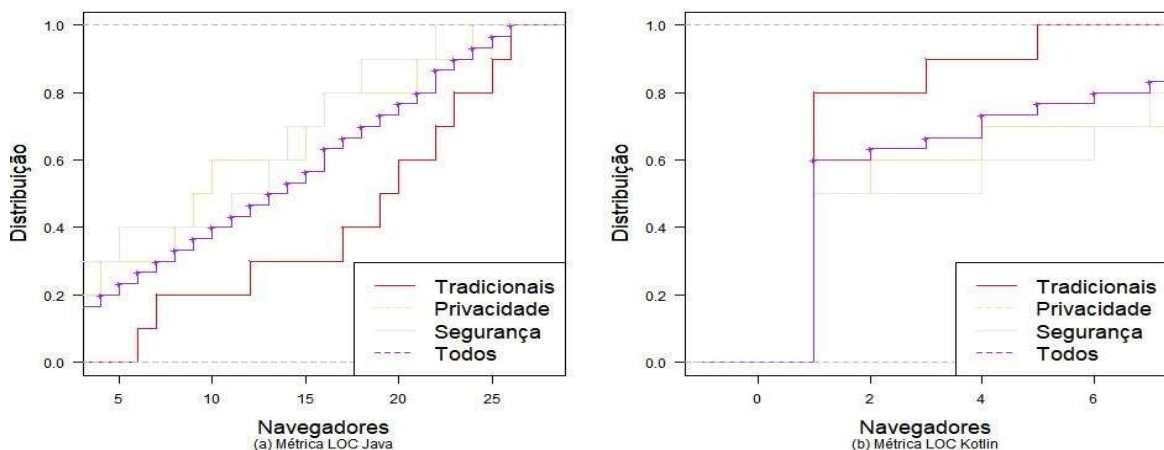 1.0
0.8
0.6
0.4
0.2
0.0
Distribuição
5 10 15 20 25
Navegadores
(a) Métrica LOC Java
Tradicionais
Privacidade
Segurança
Todos
1.0
0.8
0.6
0.4
0.2
0.0
Distribuição
0 2 4 6
Navegadores
(b) Métrica LOC Kotlin
Tradicionais
Privacidade
Segurança
Todos